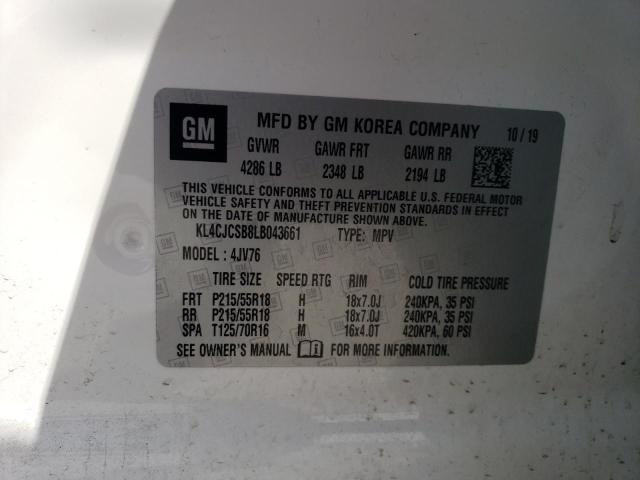 GM MFD BY GM KOREA COMPANY 10/19
GVWR GAWR FRT GAWR RR
4286 LB 2348 LB 2194 LB
THIS VEHICLE CONFORMS TO ALL APPLICABLE U.S. FEDERAL MOTOR
VEHICLE SAFETY AND THEFT PREVENTION STANDARDS IN EFFECT
ON THE DATE OF MANUFACTURE SHOWN ABOVE.
KL4CJCSB8LB043661 TYPE: MPV
MODEL: 4JV76
TIRE SIZE SPEED RTG RIM COLD TIRE PRESSURE
FRT P215/55R18 H 18x7.0J 240KPA, 35 PSI
RR P215/55R18 H 18x7.0J 240KPA, 35 PSI
SPA T125/70R16 M 16x4.0T 420KPA, 60 PSI
SEE OWNER'S MANUAL FOR MORE INFORMATION.